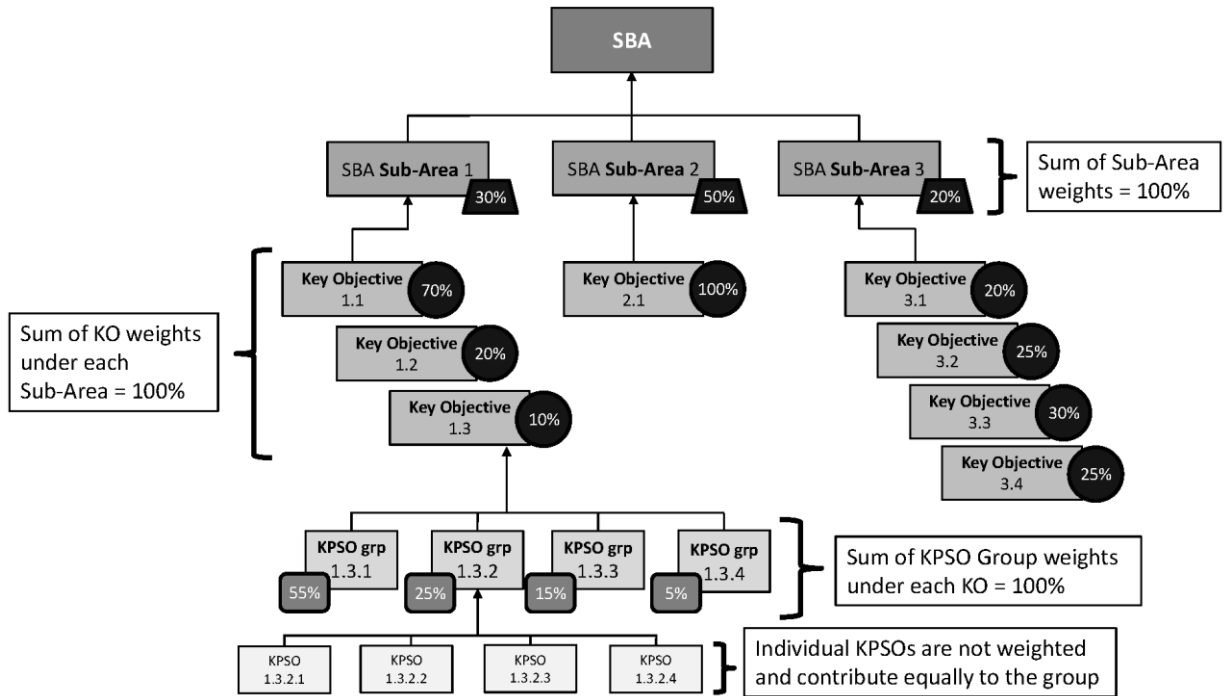 SBA
SBA Sub-Area 1
30%
SBA Sub-Area 2
50%
SBA Sub-Area 3
20%
Sum of Sub-Area
weights = 100%
Key Objective
1.1
70%
Key Objective
2.1
100%
Key Objective
3.1
20%
Sum of KO weights
under each
Sub-Area = 100%
Key Objective
1.2
20%
Key Objective
3.2
25%
Key Objective
1.3
10%
Key Objective
3.3
30%
Key Objective
3.4
25%
KPSO grp
1.3.1
55%
KPSO grp
1.3.2
25%
KPSO grp
1.3.3
15%
KPSO grp
1.3.4
5%
Sum of KPSO Group weights
under each KO = 100%
KPSO
1.3.2.1
KPSO
1.3.2.2
KPSO
1.3.2.3
KPSO
1.3.2.4
Individual KPSOs are not weighted
and contribute equally to the group